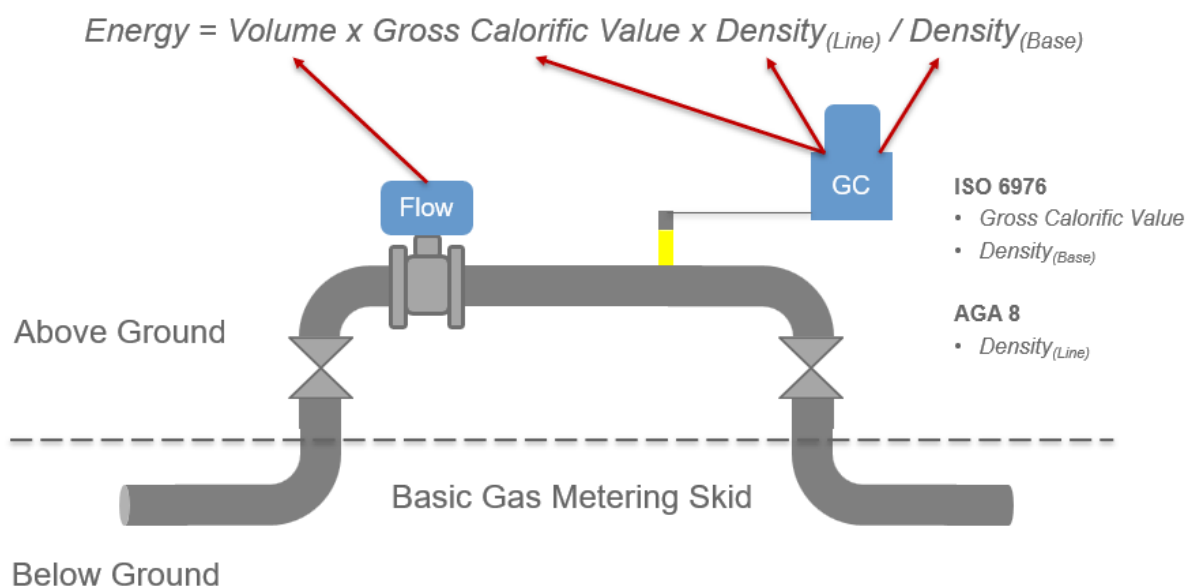 Energy = Volume x Gross Calorific Value x Density(Line) / Density(Base)
GC
Flow
ISO 6976
• Gross Calorific Value
• Density(Base)
AGA 8
• Density(Line)
Above Ground
Basic Gas Metering Skid
Below Ground